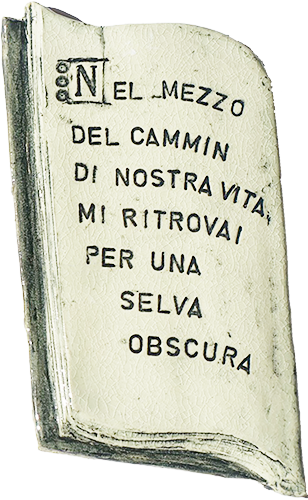 NEL MEZZO
DEL CAMMIN
DI NOSTRA VITA,
MI RITROVAI
PER UNA
SELVA
OBSCURA